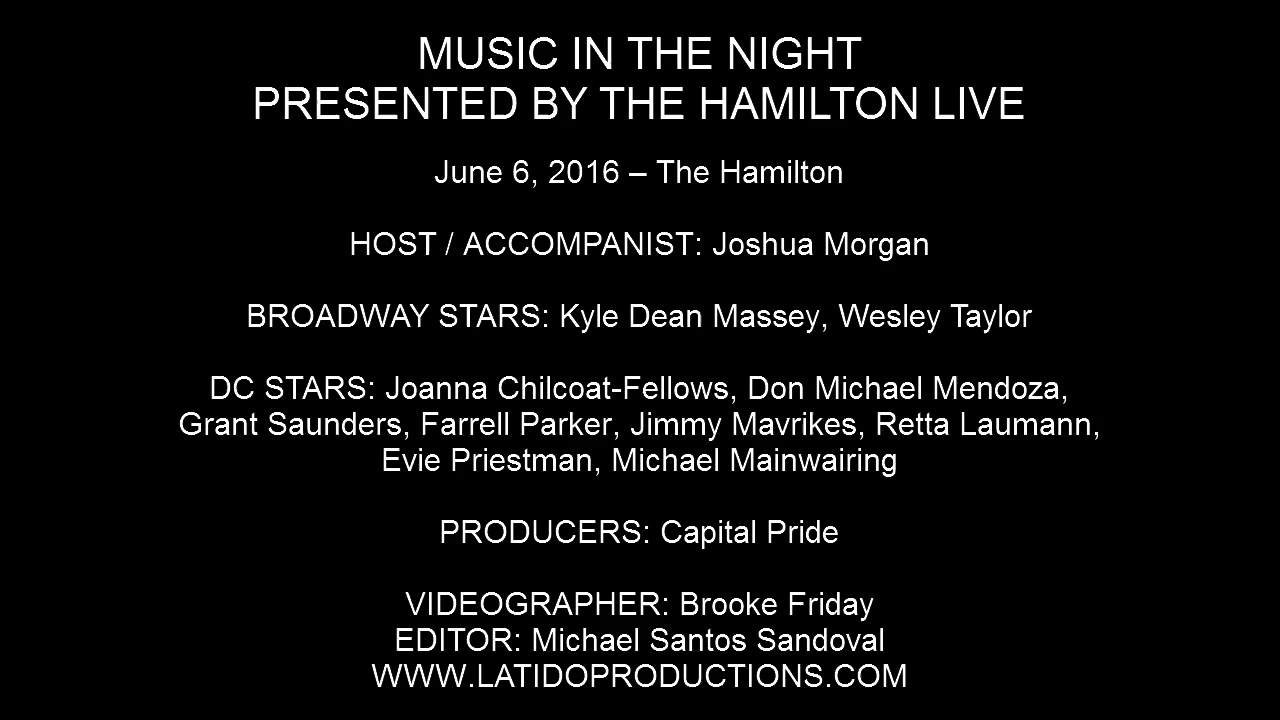 MUSIC IN THE NIGHT
PRESENTED BY THE HAMILTON LIVE
June 6, 2016 – The Hamilton
HOST / ACCOMPANIST: Joshua Morgan
BROADWAY STARS: Kyle Dean Massey, Wesley Taylor
DC STARS: Joanna Chilcoat-Fellows, Don Michael Mendoza,
Grant Saunders, Farrell Parker, Jimmy Mavrikes, Retta Laumann,
Evie Priestman, Michael Mainwairing
PRODUCERS: Capital Pride
VIDEOGRAPHER: Brooke Friday
EDITOR: Michael Santos Sandoval
WWW.LATIDOPRODUCTIONS.COM